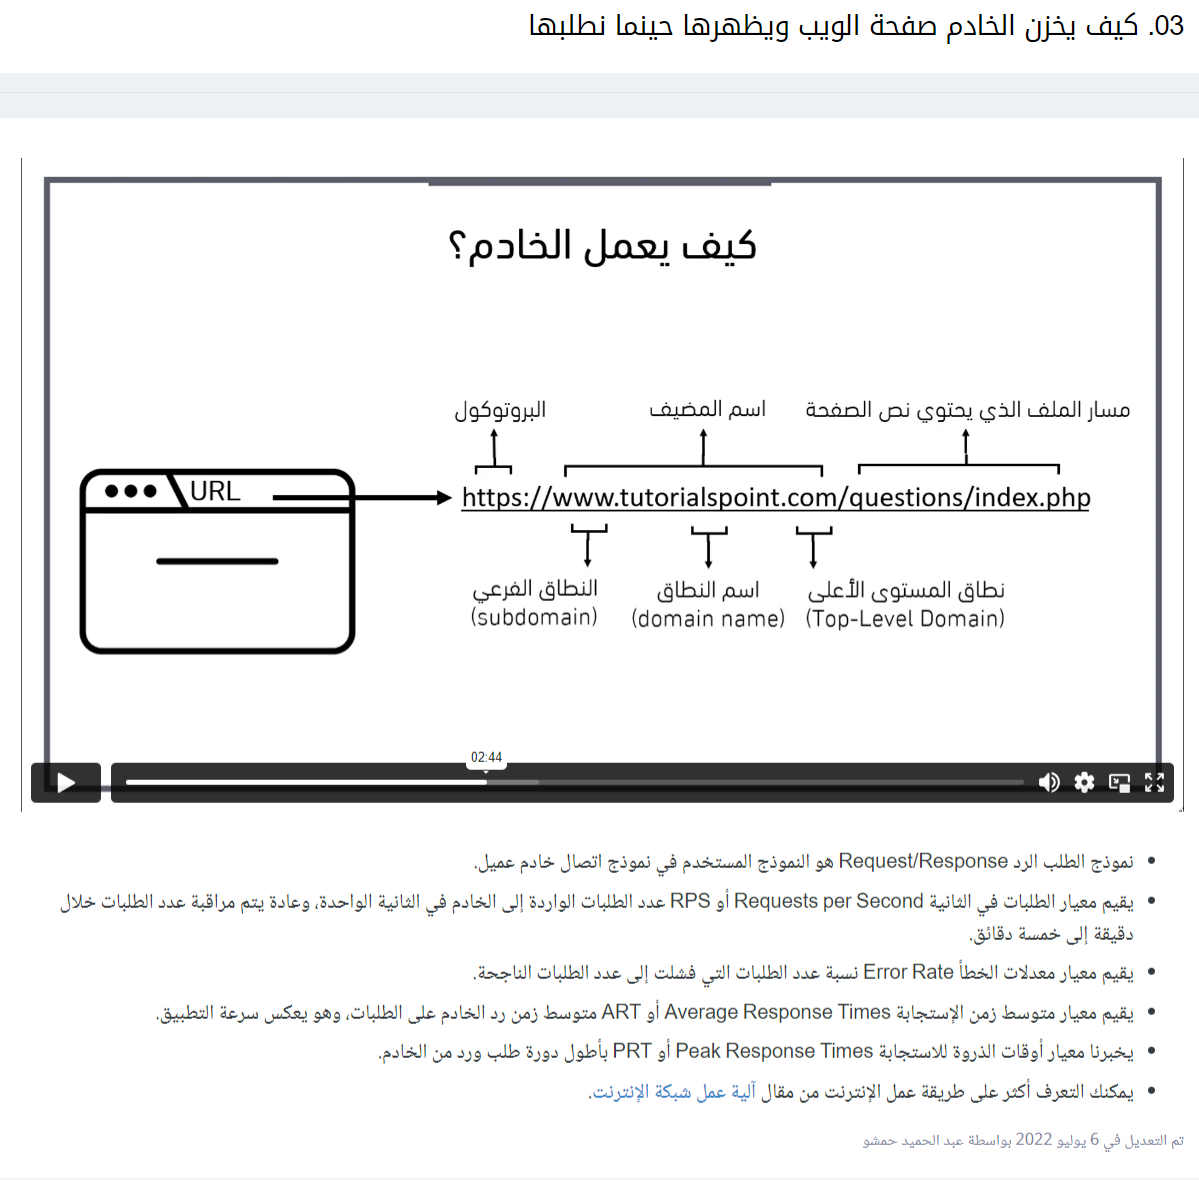 03. كيف يخزن الخادم صفحة الويب ويظهرها حينما نطلبها
كيف يعمل الخادم؟
البروتوكول
اسم المضيف
مسار الملف الذي يحتوي نص الصفحة
URL
https://www.tutorialspoint.com/questions/index.php
النطاق الفرعي
(subdomain)
اسم النطاق
(domain name)
نطاق المستوى الأعلى
(Top-Level Domain)
02:44
نموذج الطلب الرد Request/Response هو النموذج المستخدم في نموذج اتصال خادم عميل.
يقيم معيار الطلبات في الثانية Requests per Second أو RPS عدد الطلبات الواردة إلى الخادم في الثانية الواحدة، وعادة يتم مراقبة عدد الطلبات خلال
دقيقة إلى خمسة دقائق.
يقيم معيار معدلات الخطأ Error Rate نسبة عدد الطلبات التي فشلت إلى عدد الطلبات الناجحة.
يقيم معيار متوسط زمن الإستجابة Average Response Times أو ART متوسط زمن رد الخادم على الطلبات، وهو يعكس سرعة التطبيق.
يخبرنا معيار أوقات الذروة للاستجابة Peak Response Times أو PRT بأطول دورة طلب ورد من الخادم.
يمكنك التعرف أكثر على طريقة عمل الإنترنت من مقال آلية عمل شبكة الإنترنت.
تم التعديل في 6 يوليو 2022 بواسطة عبد الحميد حمشو